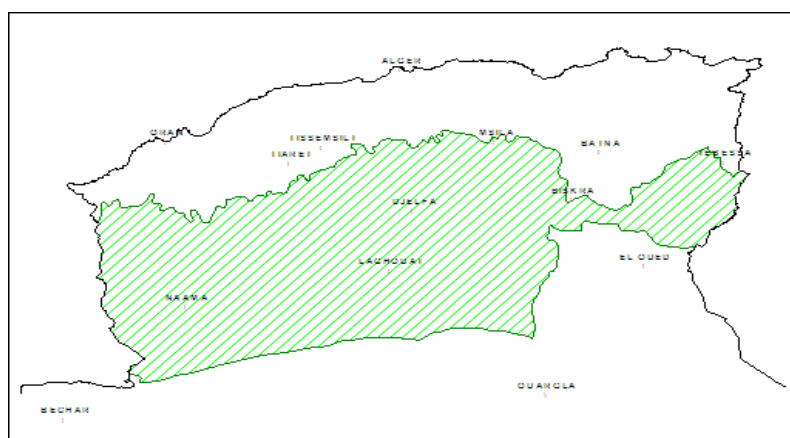 ALGER
ORAN
TISSEMSILT
MSILA
TIARET
BATNA
TEBESSA
BISKRA
DJELFA
LAGHOUAT
EL OUED
NAAMA
OUARGLA
BECHAR